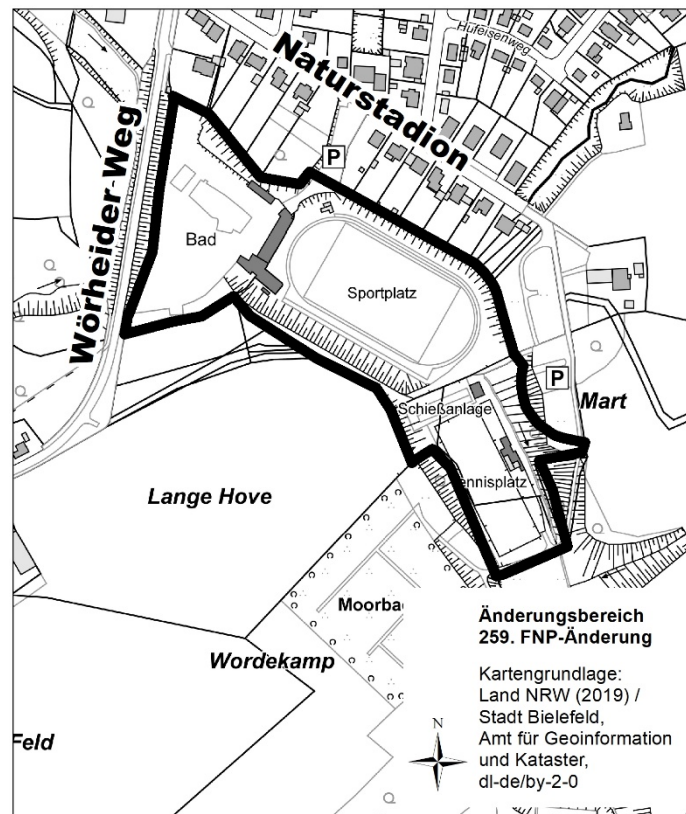 Hufeisenweg
Naturstadion
Wörheider-Weg
P
Bad
Sportplatz
P
Mart
Schießanlage
ennisplatz
Lange Hove
Moorba
Wordekamp
Feld
Änderungsbereich
259. FNP-Änderung
Kartengrundlage:
Land NRW (2019) /
Stadt Bielefeld,
Amt für Geoinformation
und Kataster,
dl-de/by-2-0
N